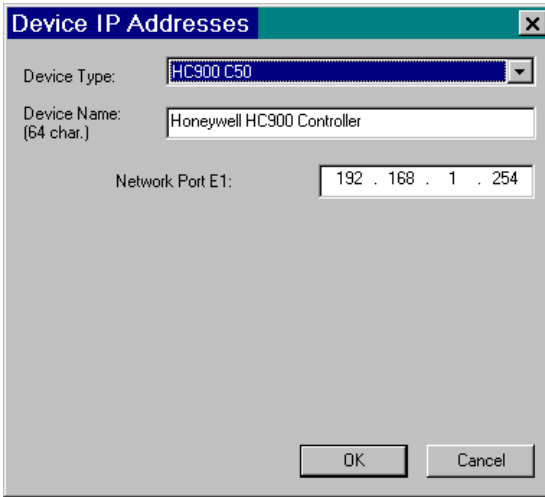 Device IP Addresses
Device Type: HC900 C50
Device Name:
(64 char.)
Honeywell HC900 Controller
Network Port E1: 192 . 168 . 1 . 254
OK Cancel